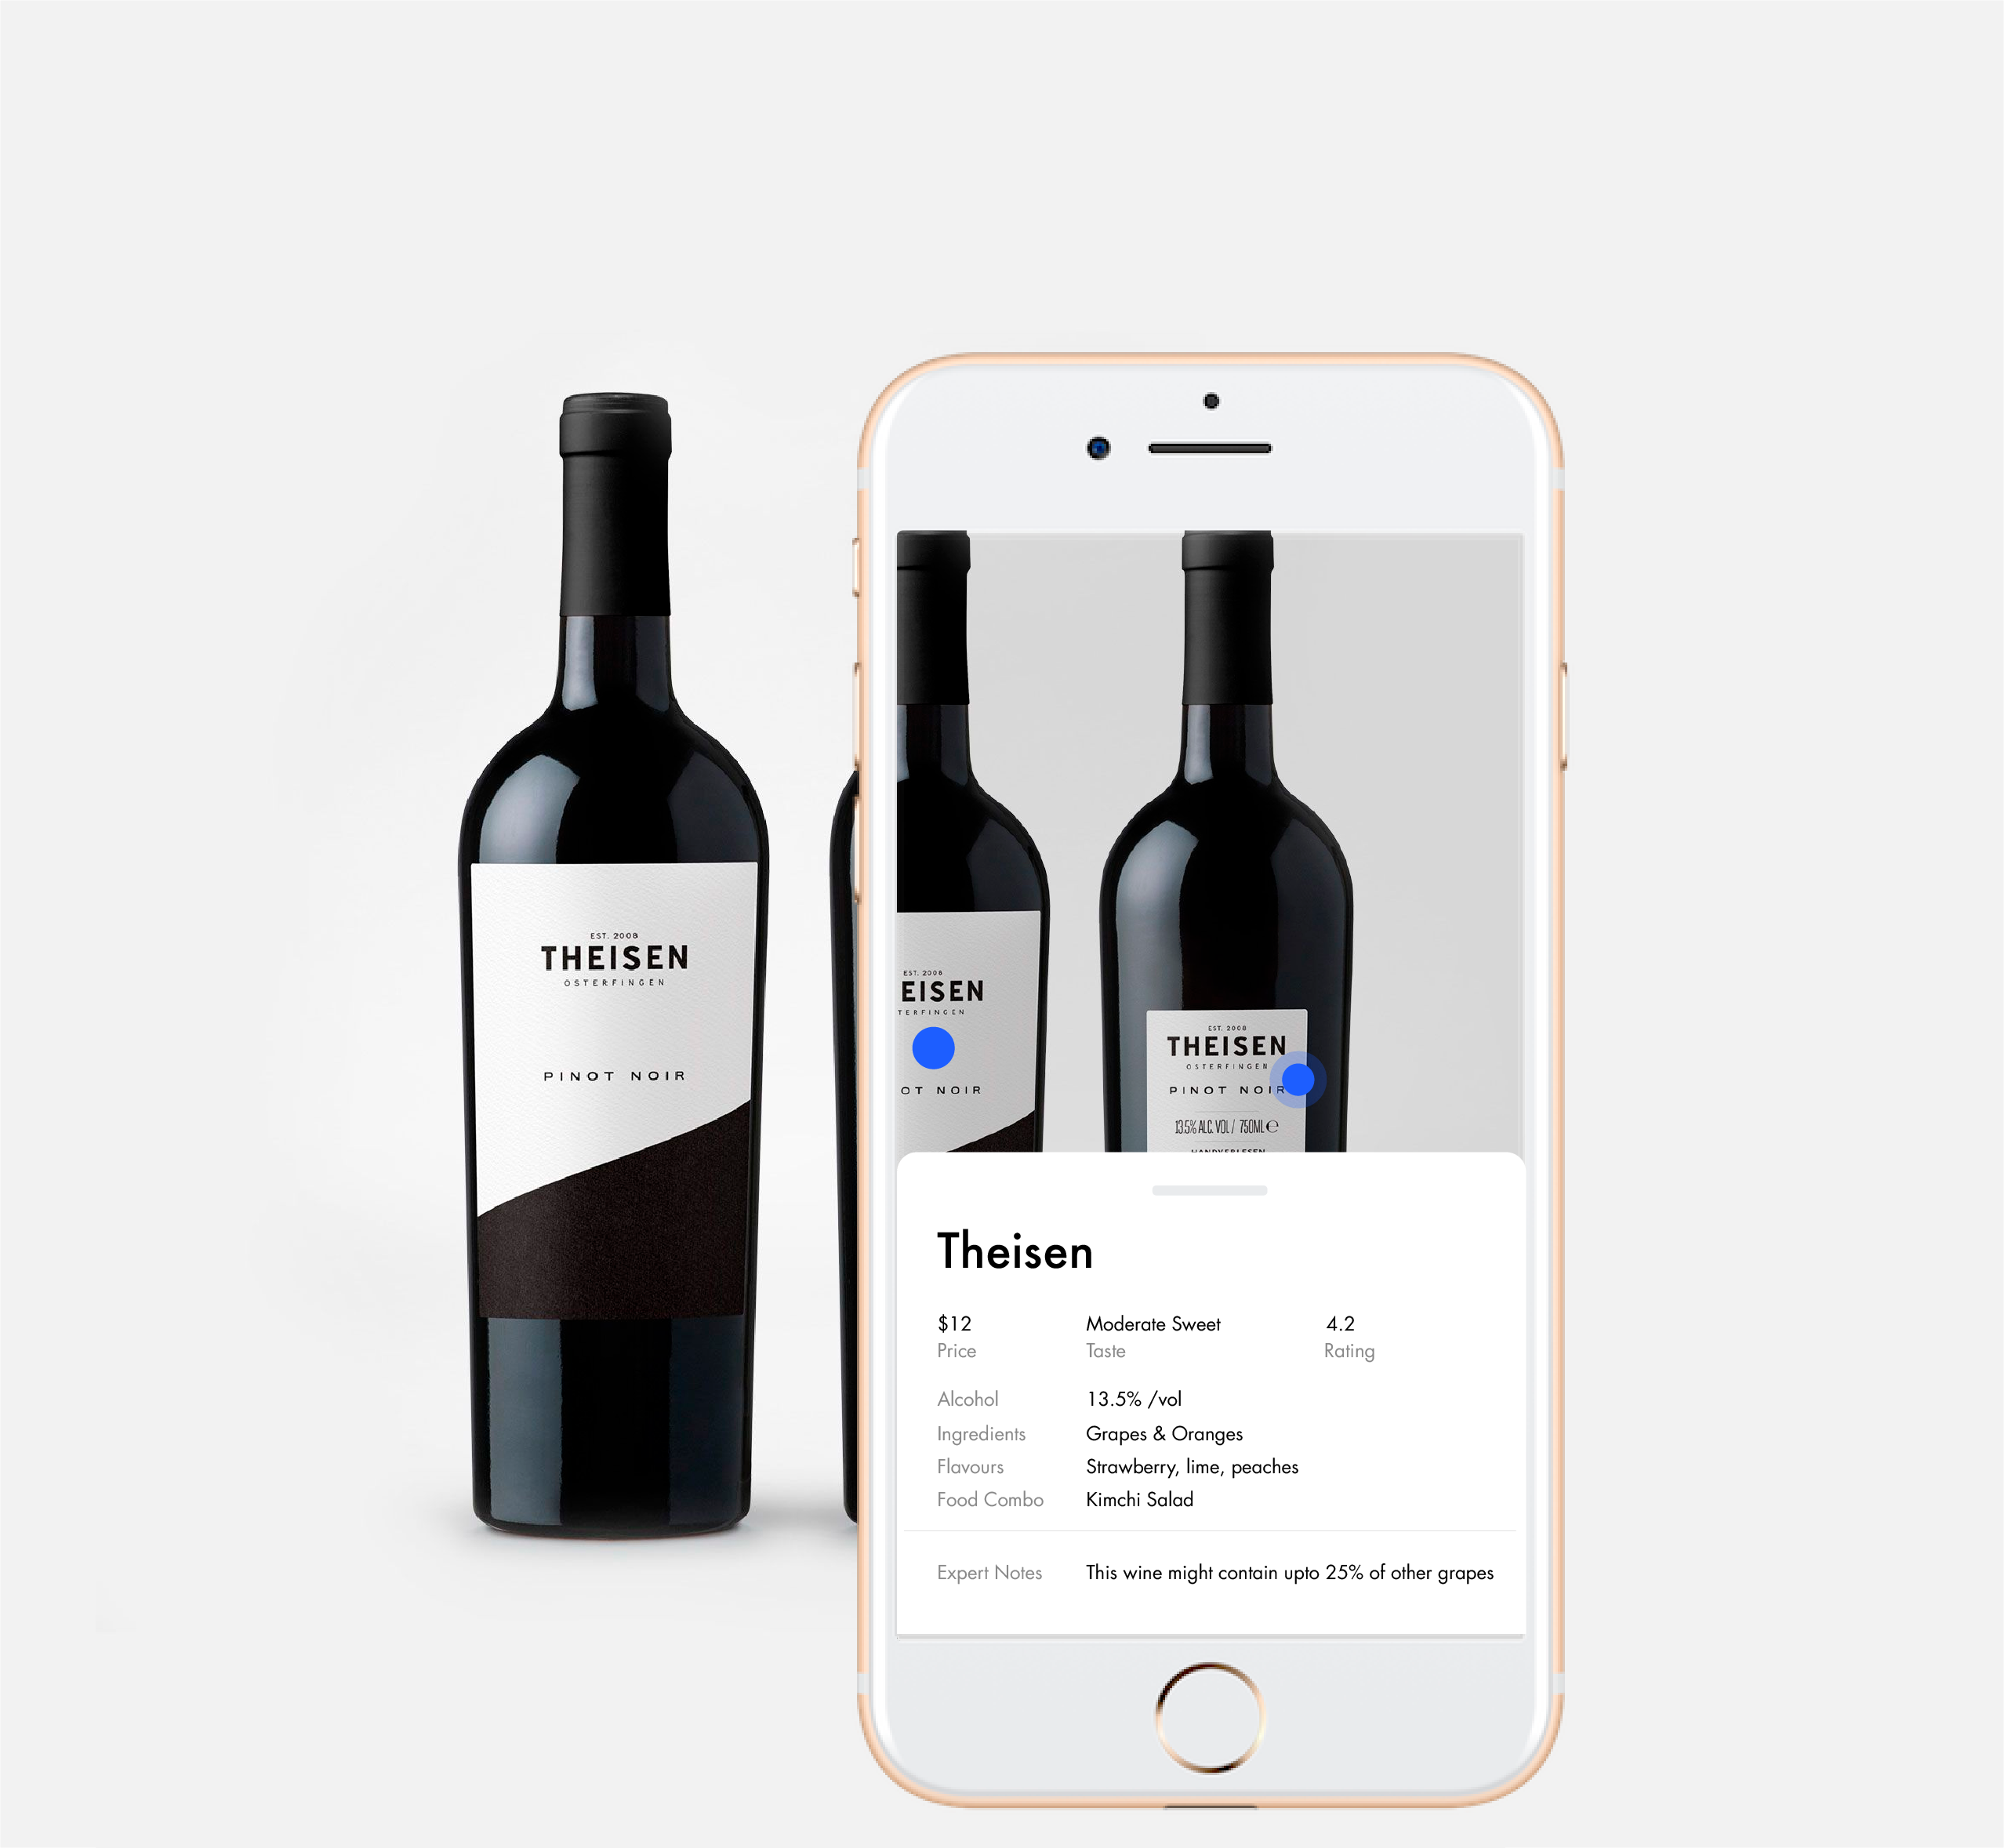 EST. 2008
THEISEN
OSTERFINGEN
PINOT NOIR
EST. 2008
EISEN
TERFINGEN
OT NOIR
EST. 2008
THEISEN
OSTERFINGEN
PINOT NOIR
13.5% ALC. VOL / 750ML ℮
HANDVERLESEN
Theisen
$12 Moderate Sweet 4.2
Price Taste Rating
Alcohol 13.5% /vol
Ingredients Grapes & Oranges
Flavours Strawberry, lime, peaches
Food Combo Kimchi Salad
Expert Notes This wine might contain upto 25% of other grapes